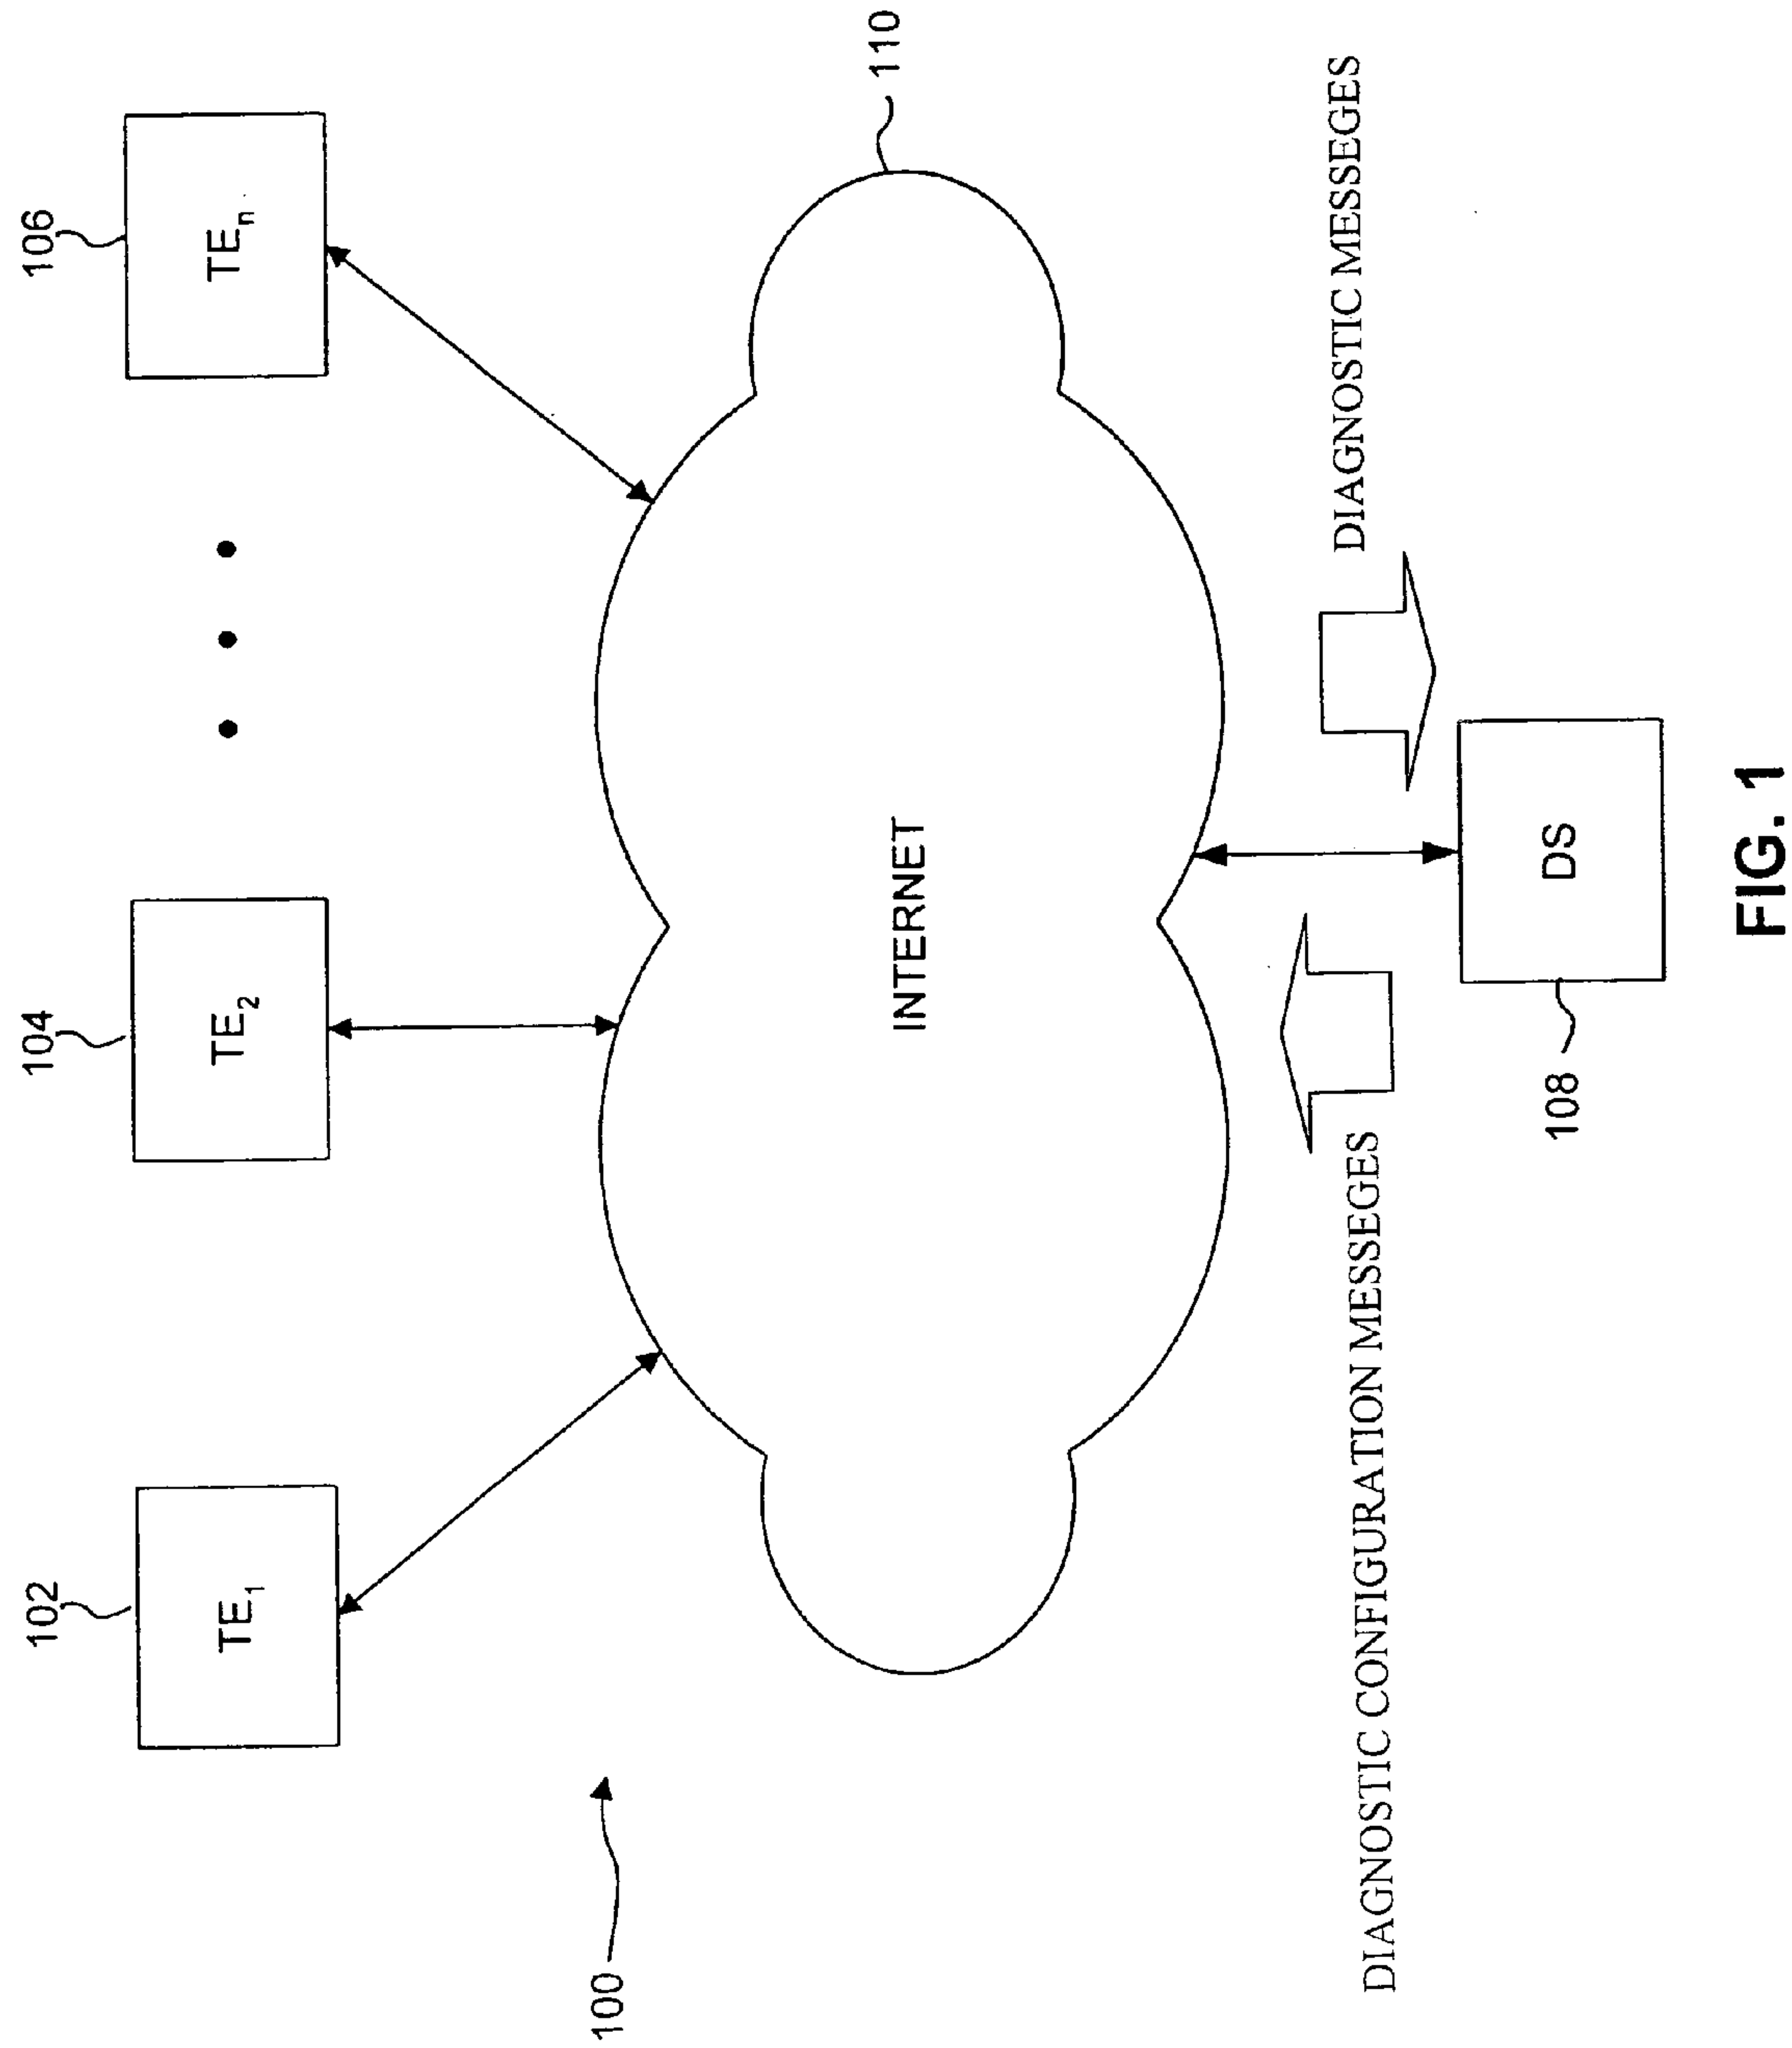 102
104
106
TE1
TE2
TEn
110
INTERNET
100
DIAGNOSTIC CONFIGURATION MESSEGES
DIAGNOSTIC MESSEGES
DS
108
FIG. 1